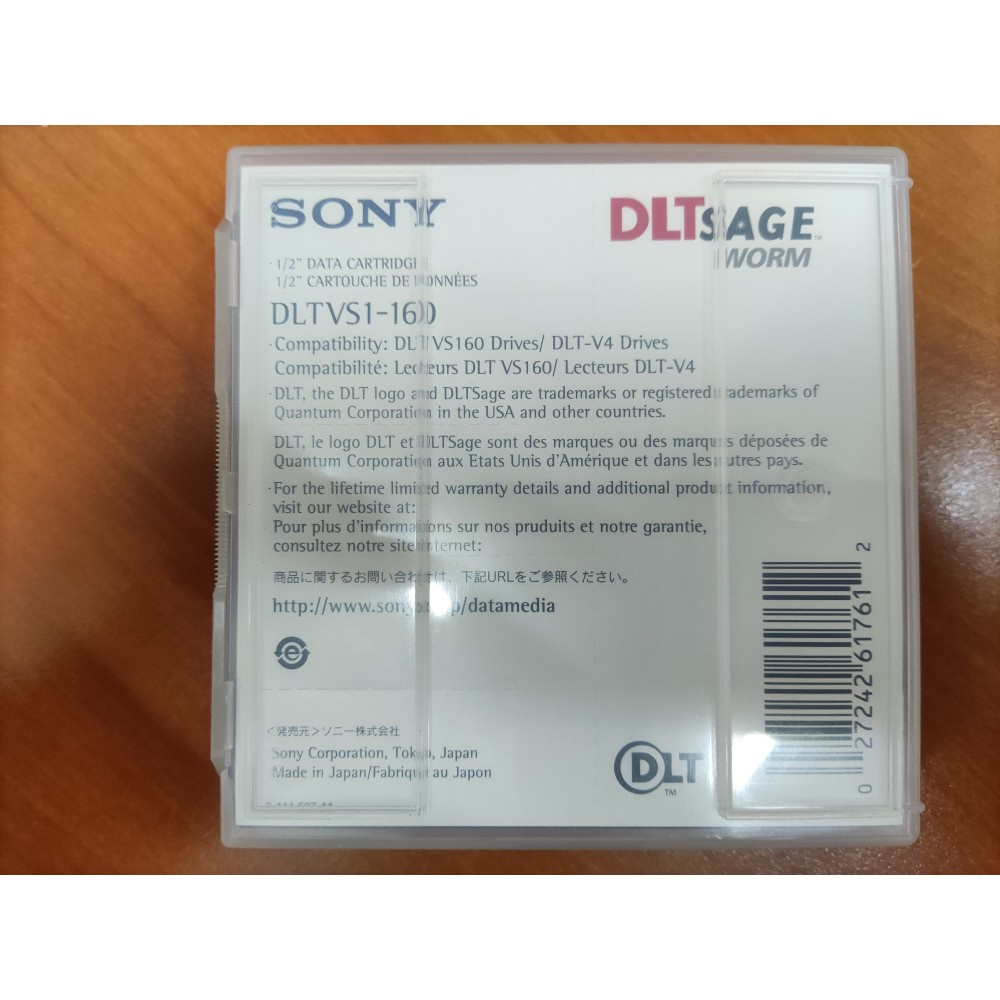 SONY
DLTSAGE™
WORM
· 1/2" DATA CARTRIDGE
1/2" CARTOUCHE DE DONNÉES
DLTVS1-160
· Compatibility: DLT VS160 Drives/ DLT-V4 Drives
Compatibilité: Lecteurs DLT VS160/ Lecteurs DLT-V4
· DLT, the DLT logo and DLTSage are trademarks or registered trademarks of
Quantum Corporation in the USA and other countries.
DLT, le logo DLT et DLTSage sont des marques ou des marques déposées de
Quantum Corporation aux Etats Unis d'Amérique et dans les autres pays.
· For the lifetime limited warranty details and additional product information,
visit our website at:
Pour plus d'informations sur nos pruduits et notre garantie,
consultez notre site internet:
商品に関するお問い合わせは、下記URLをご参照ください。
http://www.sony.co.jp/datamedia
e
<発売元>ソニー株式会社
Sony Corporation, Tokyo, Japan
Made in Japan/Fabriqué au Japon
DLT™
0 27242 61761 2